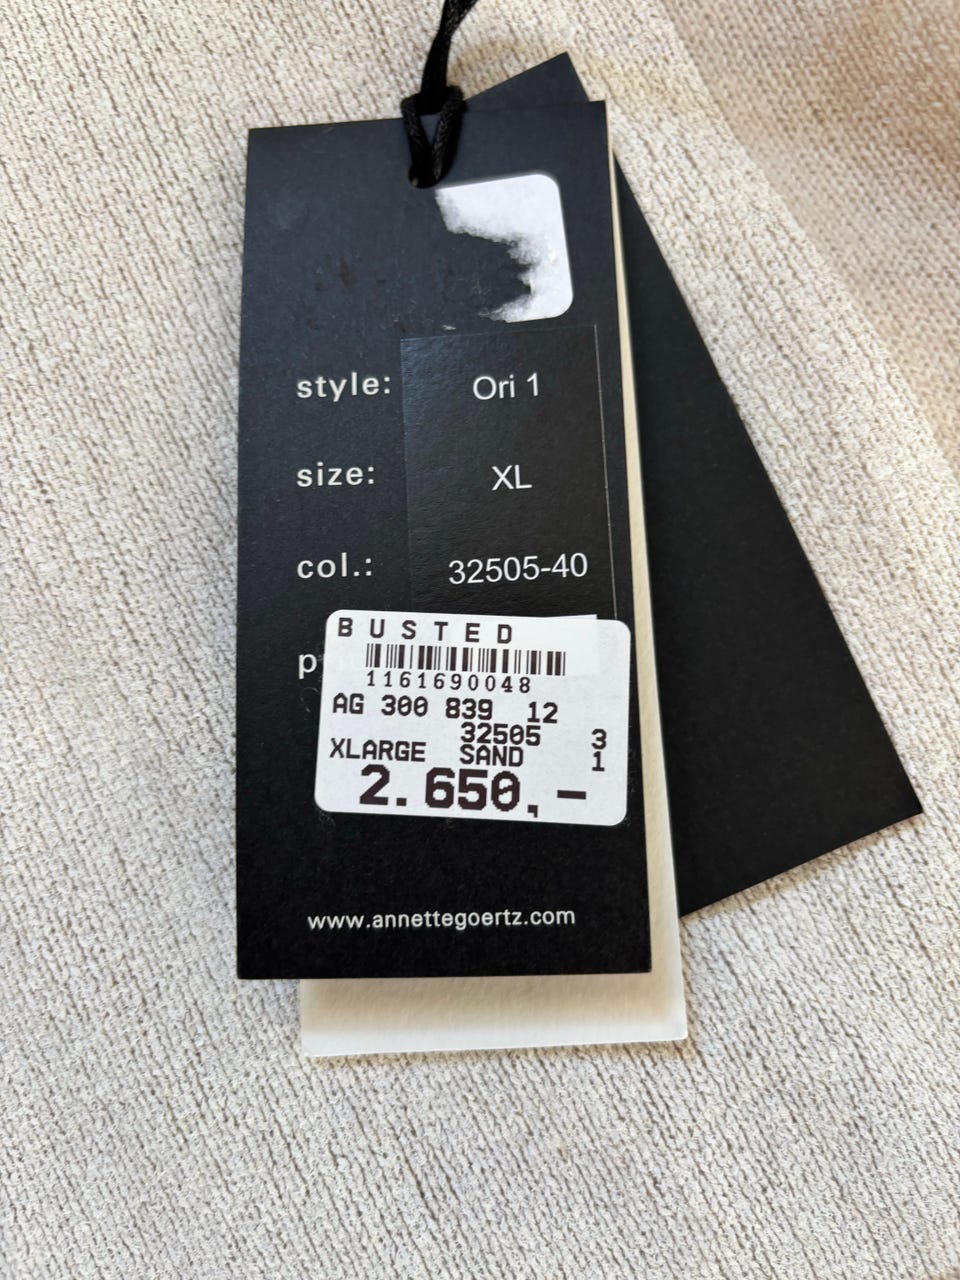 style: Ori 1
size: XL
col.: 32505-40
BUSTED
1161690048
AG 300 839 12
32505 3
XLARGE SAND 1
2.650,-
www.annettegoertz.com